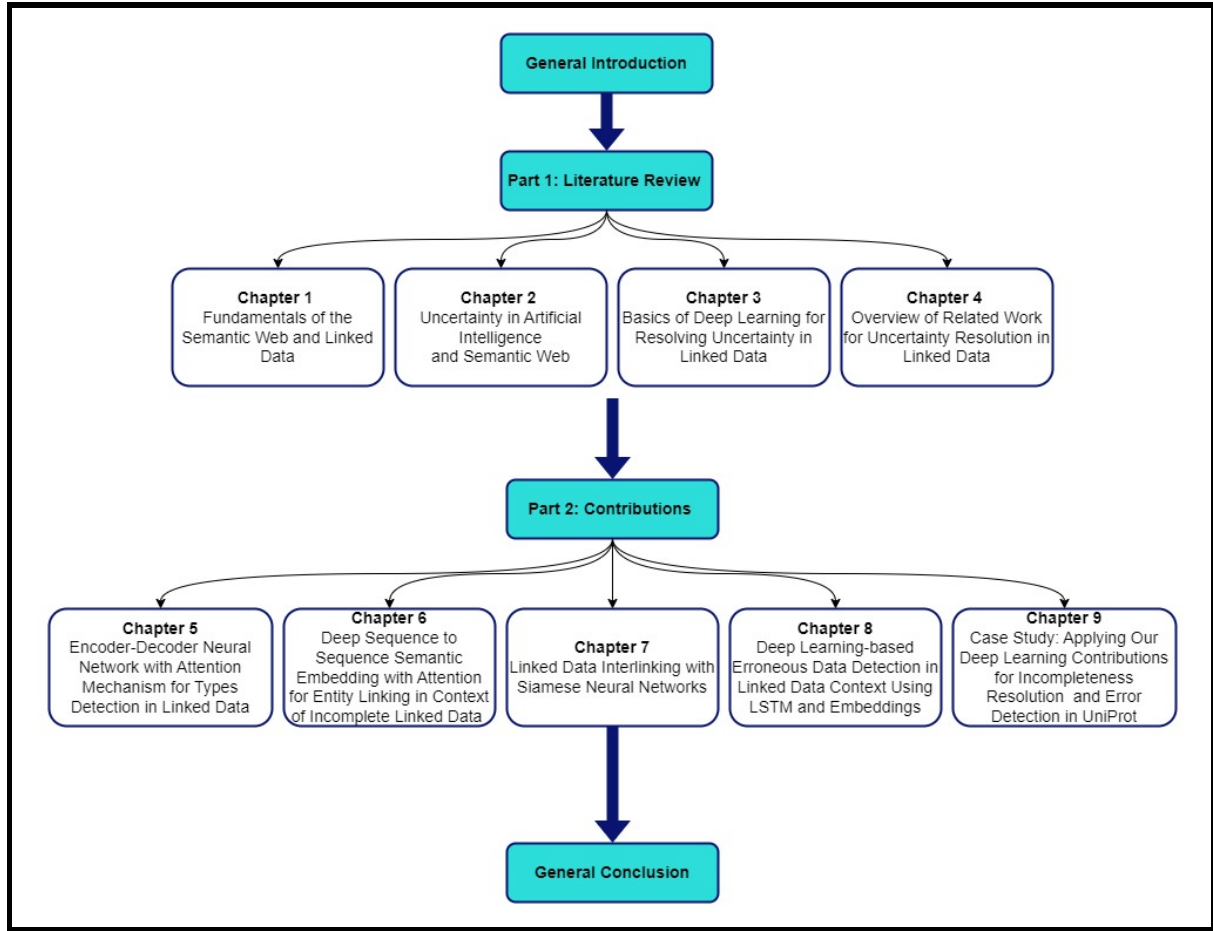 General Introduction
Part 1: Literature Review
Chapter 1
Fundamentals of the
Semantic Web and Linked
Data
Chapter 2
Uncertainty in Artificial
Intelligence
and Semantic Web
Chapter 3
Basics of Deep Learning for
Resolving Uncertainty in
Linked Data
Chapter 4
Overview of Related Work
for Uncertainty Resolution in
Linked Data
Part 2: Contributions
Chapter 5
Encoder-Decoder Neural
Network with Attention
Mechanism for Types
Detection in Linked Data
Chapter 6
Deep Sequence to
Sequence Semantic
Embedding with Attention
for Entity Linking in Context
of Incomplete Linked Data
Chapter 7
Linked Data Interlinking with
Siamese Neural Networks
Chapter 8
Deep Learning-based
Erroneous Data Detection in
Linked Data Context Using
LSTM and Embeddings
Chapter 9
Case Study: Applying Our
Deep Learning Contributions
for Incompleteness
Resolution and Error
Detection in UniProt
General Conclusion